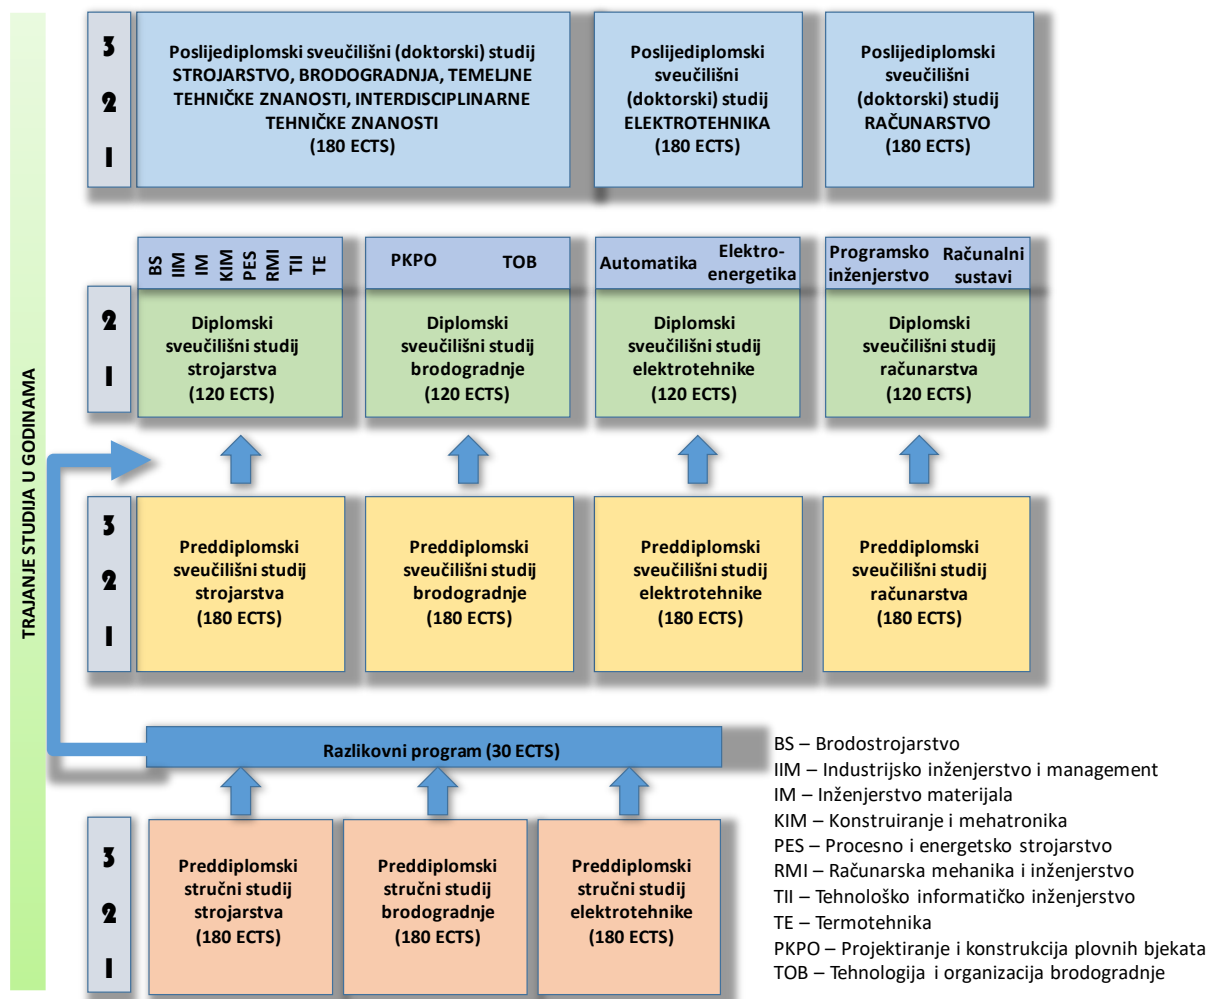 TRAJANJE STUDIJA U GODINAMA
3
2
1
Poslijediplomski sveučilišni (doktorski) studij
STROJARSTVO, BRODOGRADNJA, TEMELJNE
TEHNIČKE ZNANOSTI, INTERDISCIPLINARNE
TEHNIČKE ZNANOSTI
(180 ECTS)
Poslijediplomski
sveučilišni
(doktorski) studij
ELEKTROTEHNIKA
(180 ECTS)
Poslijediplomski
sveučilišni
(doktorski) studij
RAČUNARSTVO
(180 ECTS)
2
1
BS
IIM
IM
KIM
PES
RMI
TII
TE
Diplomski
sveučilišni studij
strojarstva
(120 ECTS)
PKPO
TOB
Diplomski
sveučilišni studij
brodogradnje
(120 ECTS)
Automatika
Elektro-
energetika
Diplomski
sveučilišni studij
elektrotehnike
(120 ECTS)
Programsko
inženjerstvo
Računalni
sustavi
Diplomski
sveučilišni studij
računarstva
(120 ECTS)
3
2
1
Preddiplomski
sveučilišni studij
strojarstva
(180 ECTS)
Preddiplomski
sveučilišni studij
brodogradnje
(180 ECTS)
Preddiplomski
sveučilišni studij
elektrotehnike
(180 ECTS)
Preddiplomski
sveučilišni studij
računarstva
(180 ECTS)
Razlikovni program (30 ECTS)
3
2
1
Preddiplomski
stručni studij
strojarstva
(180 ECTS)
Preddiplomski
stručni studij
brodogradnje
(180 ECTS)
Preddiplomski
stručni studij
elektrotehnike
(180 ECTS)
BS – Brodostrojarstvo
IIM – Industrijsko inženjerstvo i management
IM – Inženjerstvo materijala
KIM – Konstruiranje i mehatronika
PES – Procesno i energetsko strojarstvo
RMI – Računarska mehanika i inženjerstvo
TII – Tehnološko informatičko inženjerstvo
TE – Termotehnika
PKPO – Projektiranje i konstrukcija plovnih bjekata
TOB – Tehnologija i organizacija brodogradnje